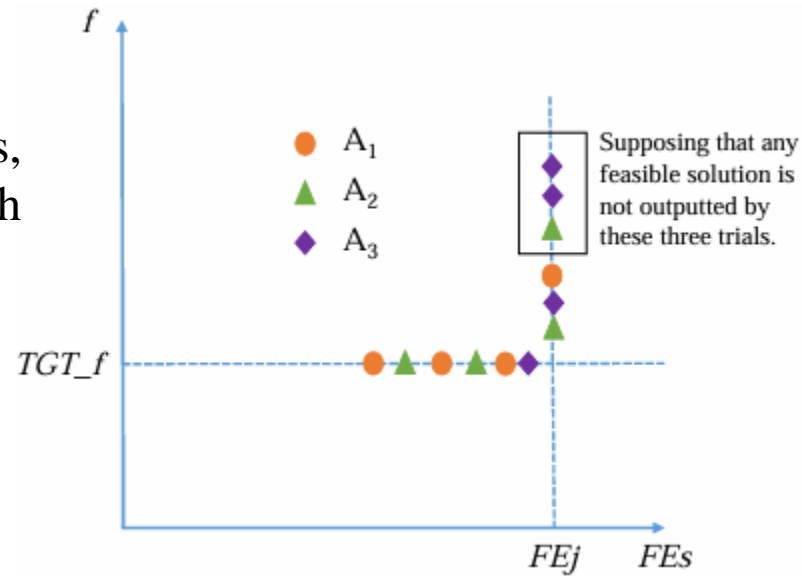 f
s,
h
A1
A2
A3
Supposing that any
feasible solution is
not outputted by
these three trials.
TGT_f
FEj
FEs